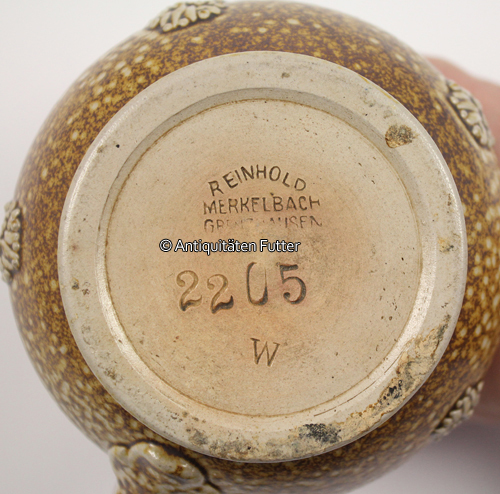 REINHOLD
MERKELBACH
GRENZHAUSEN
© Antiquitäten Futter
2205
W